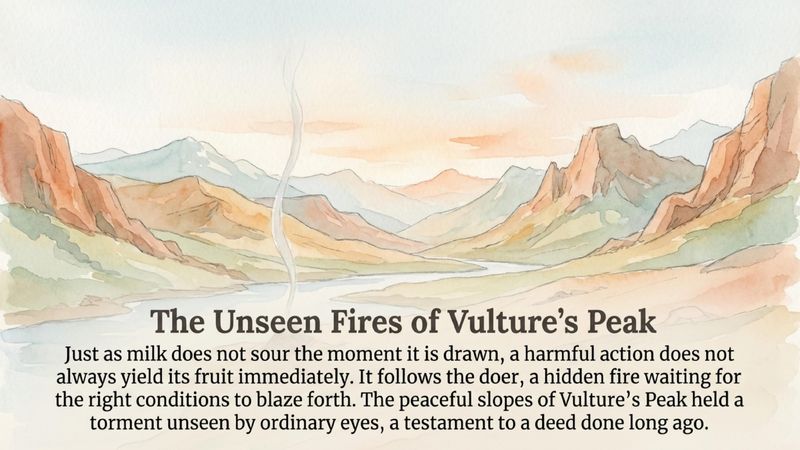 The Unseen Fires of Vulture’s Peak
Just as milk does not sour the moment it is drawn, a harmful action does not
always yield its fruit immediately. It follows the doer, a hidden fire waiting for
the right conditions to blaze forth. The peaceful slopes of Vulture’s Peak held a
torment unseen by ordinary eyes, a testament to a deed done long ago.